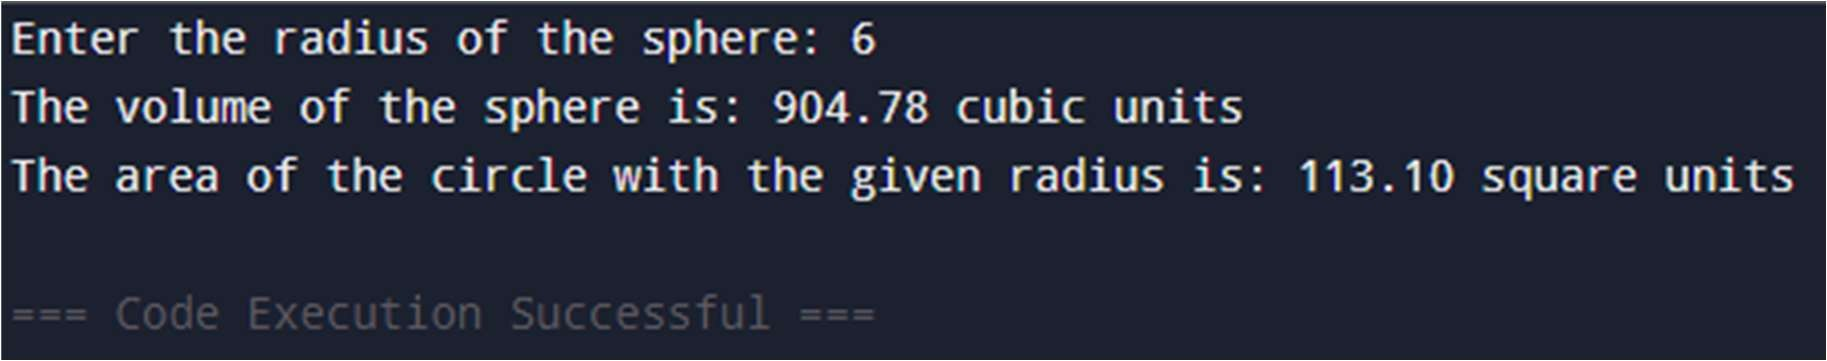 Enter the radius of the sphere: 6
The volume of the sphere is: 904.78 cubic units
The area of the circle with the given radius is: 113.10 square units
=== Code Execution Successful ===